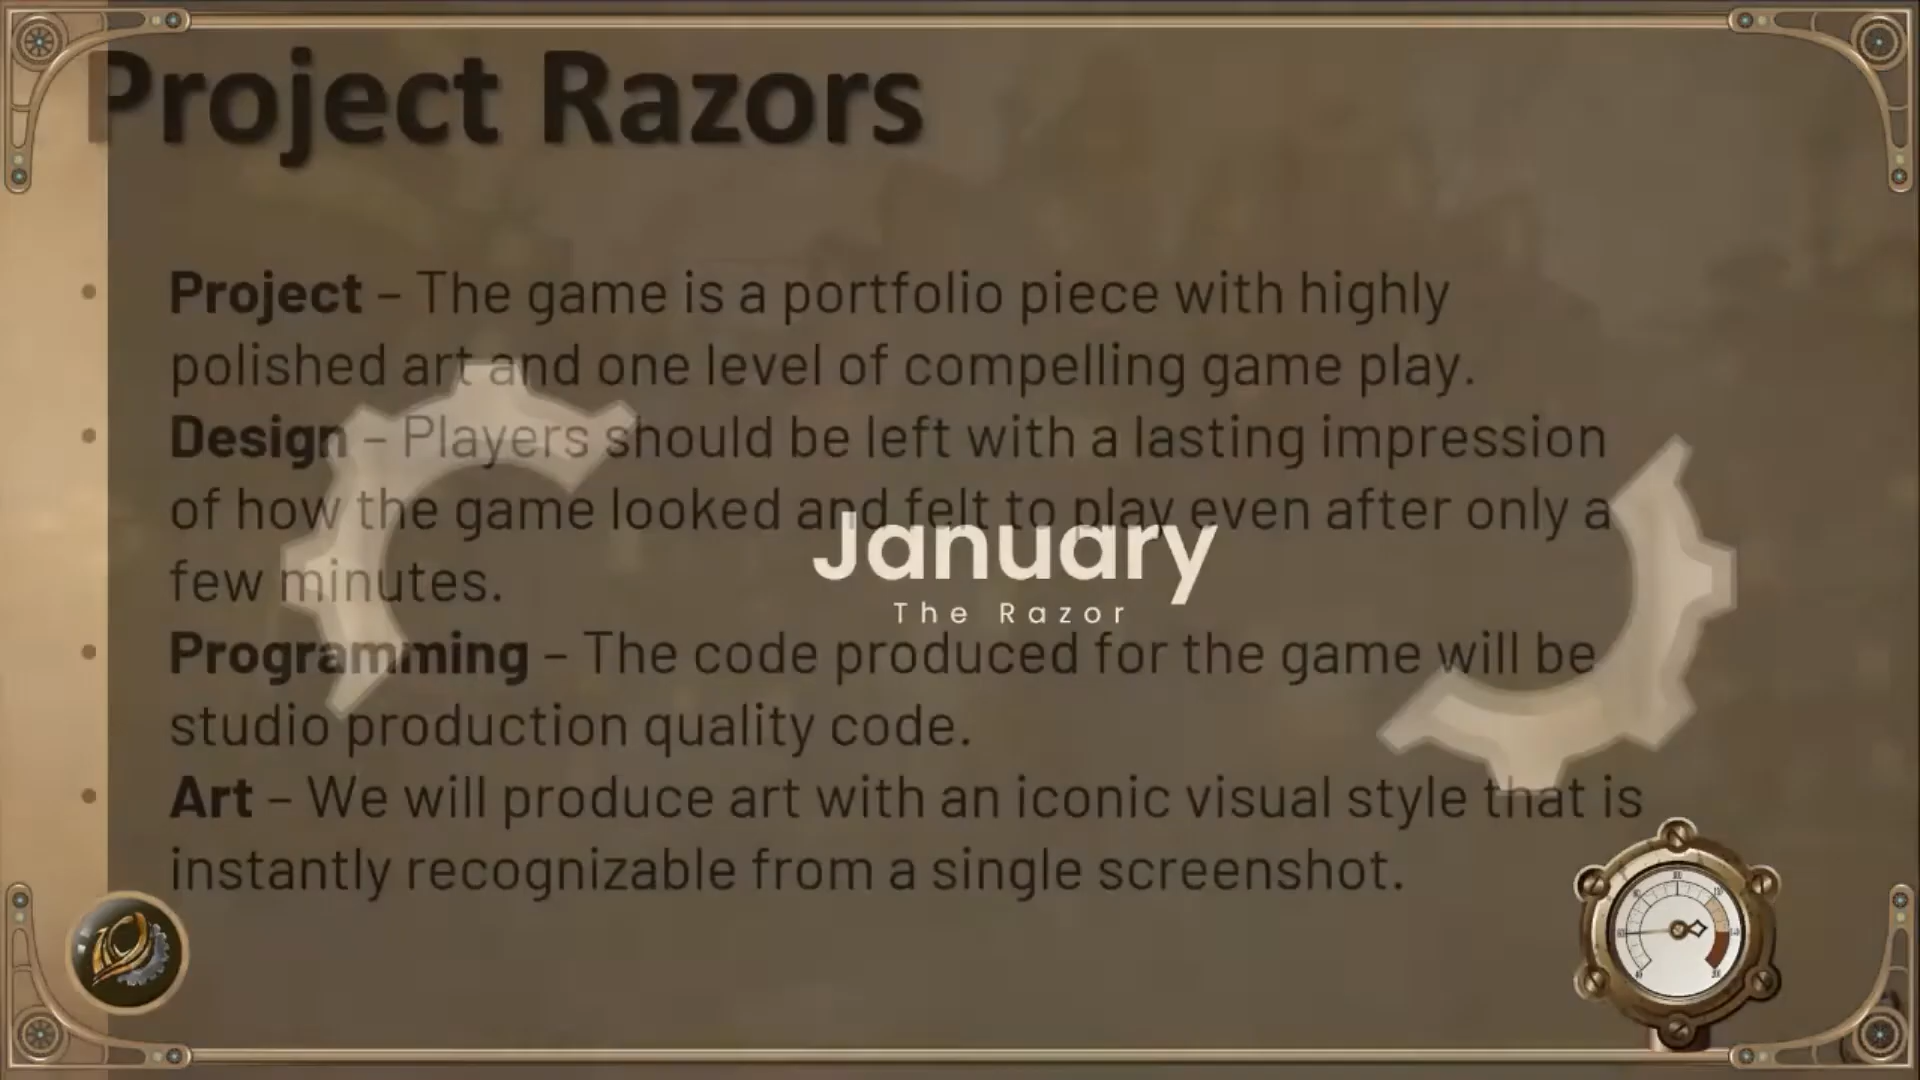 Project Razors
Project – The game is a portfolio piece with highly
polished art and one level of compelling game play.
Design – Players should be left with a lasting impression
of how the game looked and felt to play even after only a
few minutes.
January
The Razor
Programming – The code produced for the game will be
studio production quality code.
Art – We will produce art with an iconic visual style that is
instantly recognizable from a single screenshot.